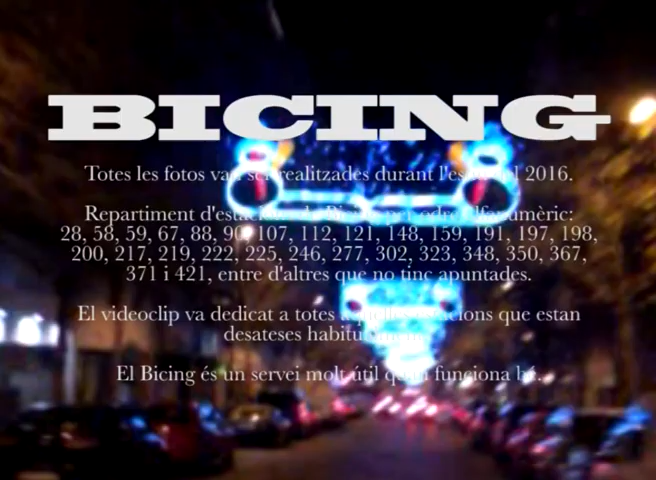 BICING
Totes les fotos van ser realitzades durant l'estiu del 2016.
Repartiment d'estacions de Bicing per odre alfanumèric:
28, 58, 59, 67, 88, 90, 107, 112, 121, 148, 159, 191, 197, 198,
200, 217, 219, 222, 225, 246, 277, 302, 323, 348, 350, 367,
371 i 421, entre d'altres que no tinc apuntades.
El videoclip va dedicat a totes aquelles estacions que estan
desateses habitualment.
El Bicing és un servei molt útil quan funciona bé.